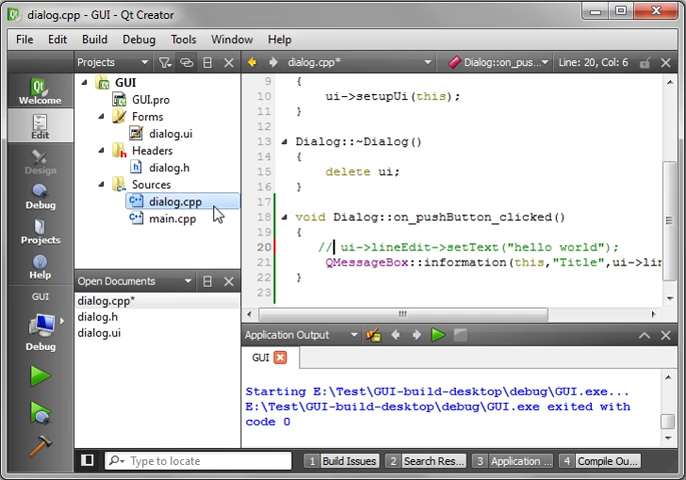 dialog.cpp - GUI - Qt Creator
File Edit Build Debug Tools Window Help
Projects
dialog.cpp*
Dialog::on_pus...
Line: 20, Col: 6
Welcome
Edit
Design
Debug
Projects
Help
GUI
Debug
GUI
GUI.pro
Forms
dialog.ui
Headers
dialog.h
Sources
dialog.cpp
main.cpp
Open Documents
dialog.cpp*
dialog.h
dialog.ui
9 {
10 ui->setupUi(this);
11 }
12
13 Dialog::~Dialog()
14 {
15 delete ui;
16 }
17
18 void Dialog::on_pushButton_clicked()
19 {
20 // ui->lineEdit->setText("hello world");
21 QMessageBox::information(this,"Title",ui->lin
22 }
23
Application Output
GUI
Starting E:\Test\GUI-build-desktop\debug\GUI.exe...
E:\Test\GUI-build-desktop\debug\GUI.exe exited with
code 0
Type to locate
1 Build Issues
2 Search Res...
3 Application ...
4 Compile Ou...